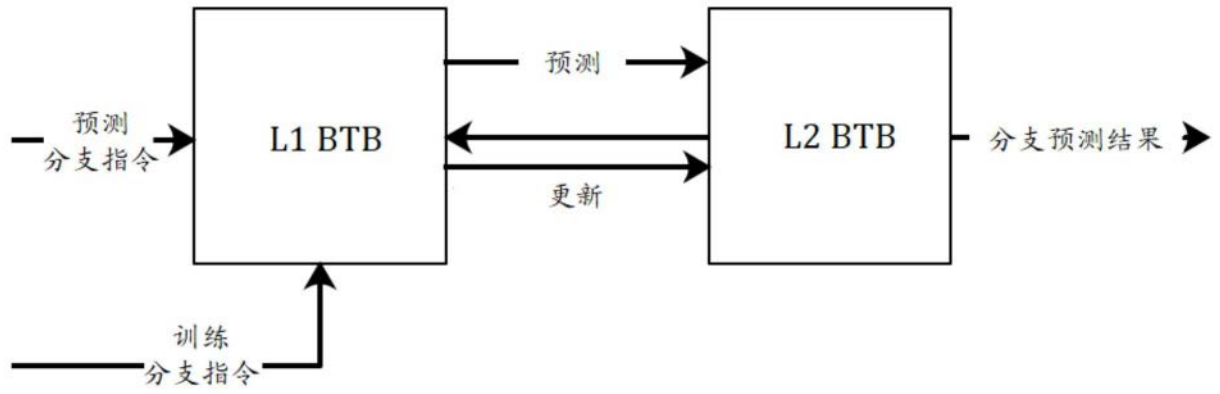 预测
预测
分支指令
L1 BTB
L2 BTB
分支预测结果
更新
训练
分支指令